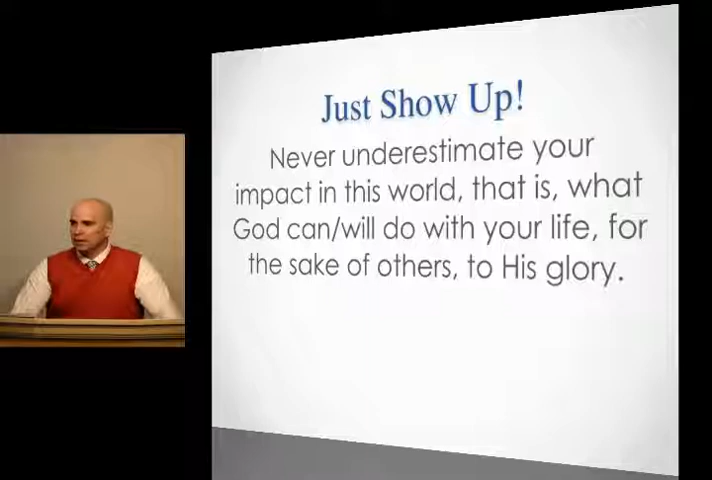 Just Show Up!
Never underestimate your
impact in this world, that is, what
God can/will do with your life, for
the sake of others, to His glory.